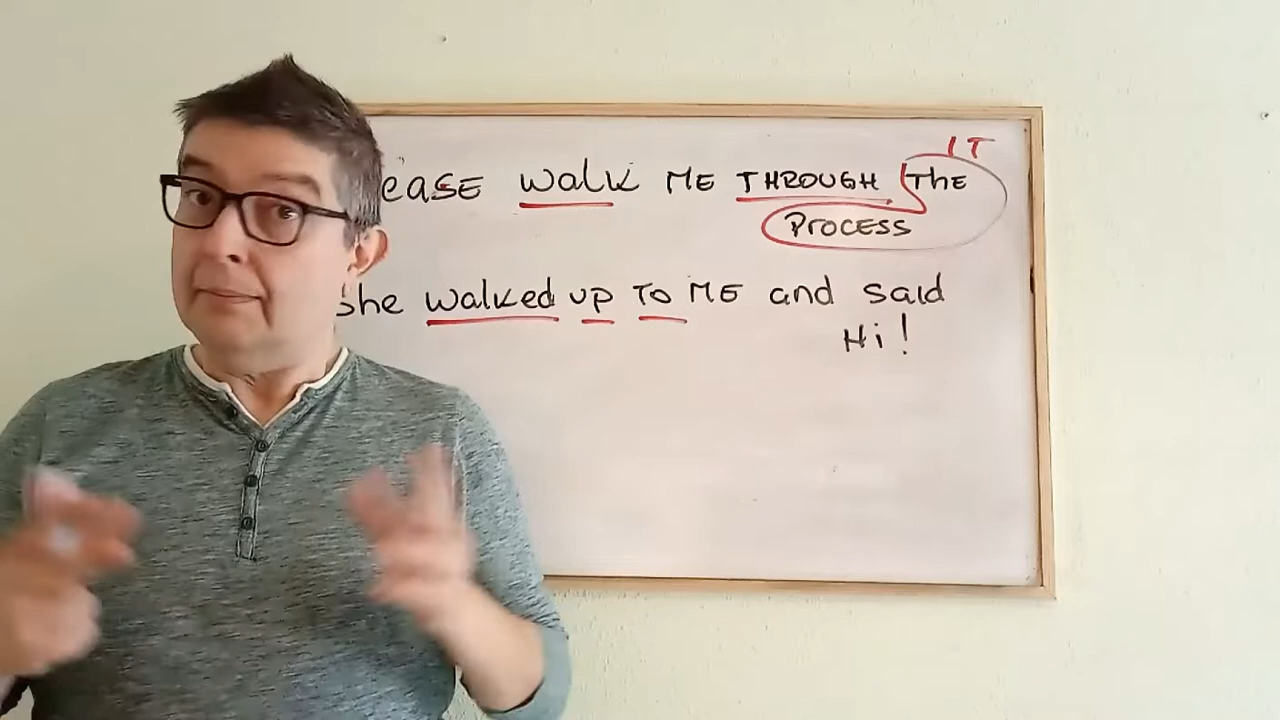 IT
ease walk ME THROUGH The
Process
she walked up To ME and said
Hi!